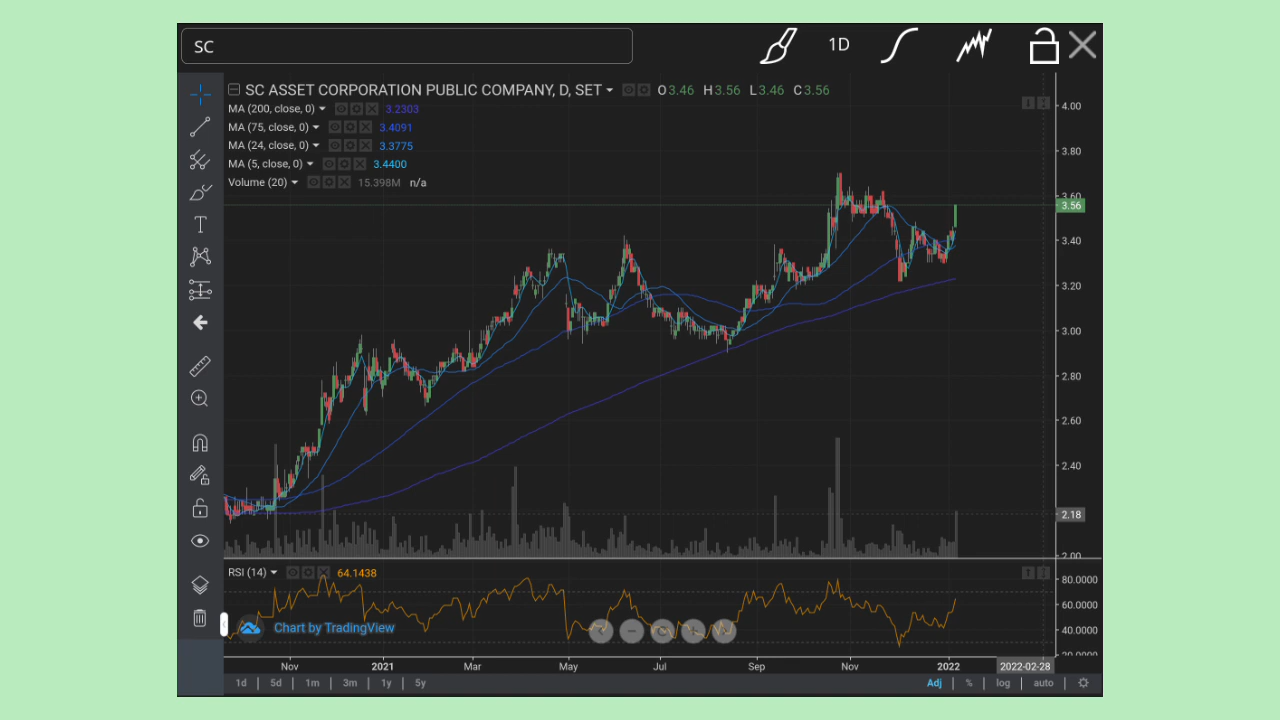 SC
1D
SC ASSET CORPORATION PUBLIC COMPANY, D, SET O 3.46 H 3.56 L 3.46 C 3.56
MA (200, close, 0) 3.2303
MA (75, close, 0) 3.4091
MA (24, close, 0) 3.3775
MA (5, close, 0) 3.4400
Volume (20) 15.398M n/a
4.00
3.80
3.60
3.56
3.40
3.20
3.00
2.80
2.60
2.40
2.18
2.00
RSI (14) 64.1438
80.0000
60.0000
40.0000
20.0000
Chart by TradingView
Nov 2021 Mar May Jul Sep Nov 2022 2022-02-28
1d 5d 1m 3m 1y 5y Adj % log auto